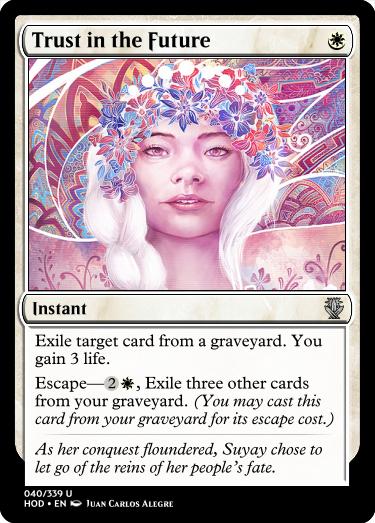 Trust in the Future
Instant
Exile target card from a graveyard. You
gain 3 life.
Escape—2, Exile three other cards
from your graveyard. (You may cast this
card from your graveyard for its escape cost.)
As her conquest floundered, Suyay chose to
let go of the reins of her people's fate.
040/339 U
HOD • EN Juan Carlos Alegre